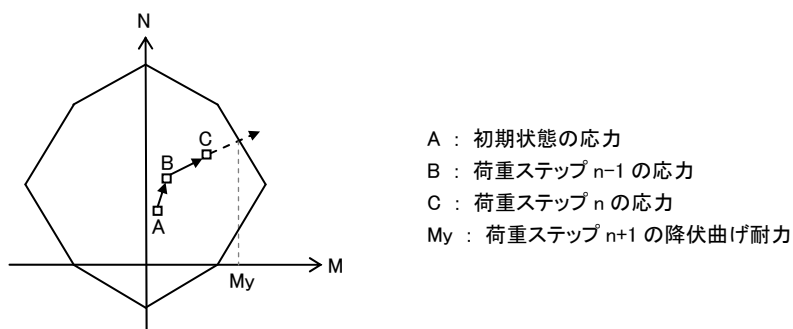 N
C
B
A
M
My
A : 初期状態の応力
B : 荷重ステップ n-1 の応力
C : 荷重ステップ n の応力
My : 荷重ステップ n+1 の降伏曲げ耐力